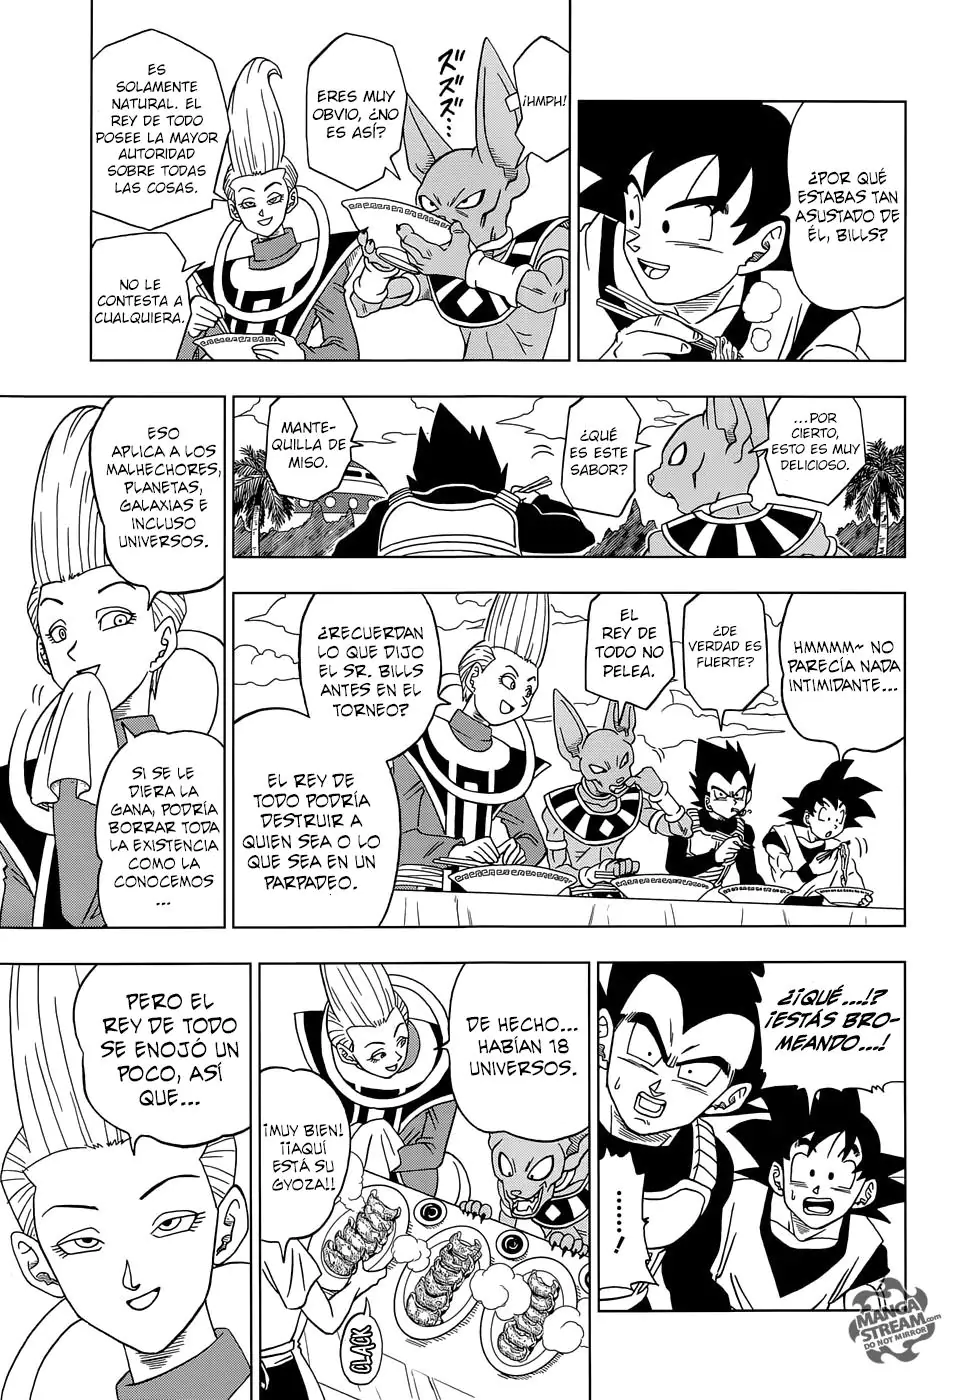 ¿POR QUÉ
ESTABAS TAN
ASUSTADO DE
ÉL, BILLS?
¡HMPH!
ズズズ…
ERES MUY
OBVIO, ¿NO
ES ASÍ?
ES
SOLAMENTE
NATURAL. EL
REY DE TODO
POSEE LA MAYOR
AUTORIDAD
SOBRE TODAS
LAS COSAS.
NO LE
CONTESTA A
CUALQUIERA.
...POR
CIERTO,
ESTO ES MUY
DELICIOSO.
¿QUÉ
ES ESTE
SABOR?
MANTE-
QUILLA DE
MISO.
ESO
APLICA A LOS
MALHECHORES,
PLANETAS,
GALAXIAS E
INCLUSO
UNIVERSOS.
SI SE LE
DIERA LA
GANA, PODRÍA
BORRAR TODA
LA EXISTENCIA
COMO LA
CONOCEMOS
...
HMMMM~ NO
PARECÍA NADA
INTIMIDANTE...
¿DE
VERDAD ES
FUERTE?
EL
REY DE
TODO NO
PELEA.
¿RECUERDAN
LO QUE DIJO
EL SR. BILLS
ANTES EN EL
TORNEO?
EL REY DE
TODO PODRÍA
DESTRUIR A
QUIEN SEA O LO
QUE SEA EN UN
PARPADEO.
¿¡QUÉ...!?
¡ESTÁS BRO-
MEANDO...!
......!
DE HECHO...
HABÍAN 18
UNIVERSOS.
¡MUY BIEN!
¡¡AQUÍ
ESTÁ SU
GYOZA!!
CLACK
PERO EL
REY DE TODO
SE ENOJÓ UN
POCO, ASÍ
QUE...
MANGA
STREAM.com
DO NOT MIRROR!